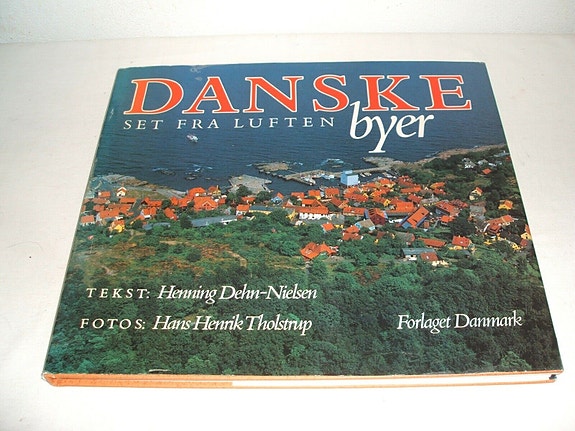 DANSKE
SET FRA LUFTEN byer
TEKST: Henning Dehn-Nielsen
FOTOS: Hans Henrik Tholstrup
Forlaget Danmark